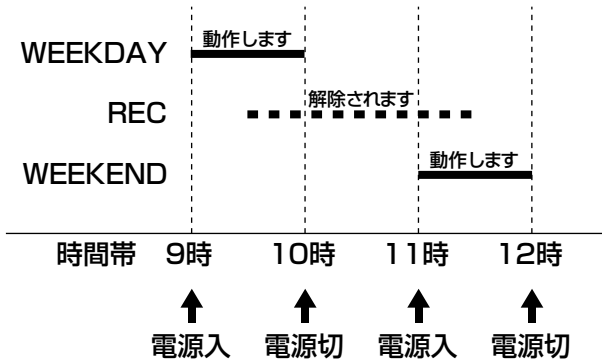 WEEKDAY 動作します
REC 解除されます
WEEKEND 動作します
時間帯 9時 10時 11時 12時
電源入 電源切 電源入 電源切